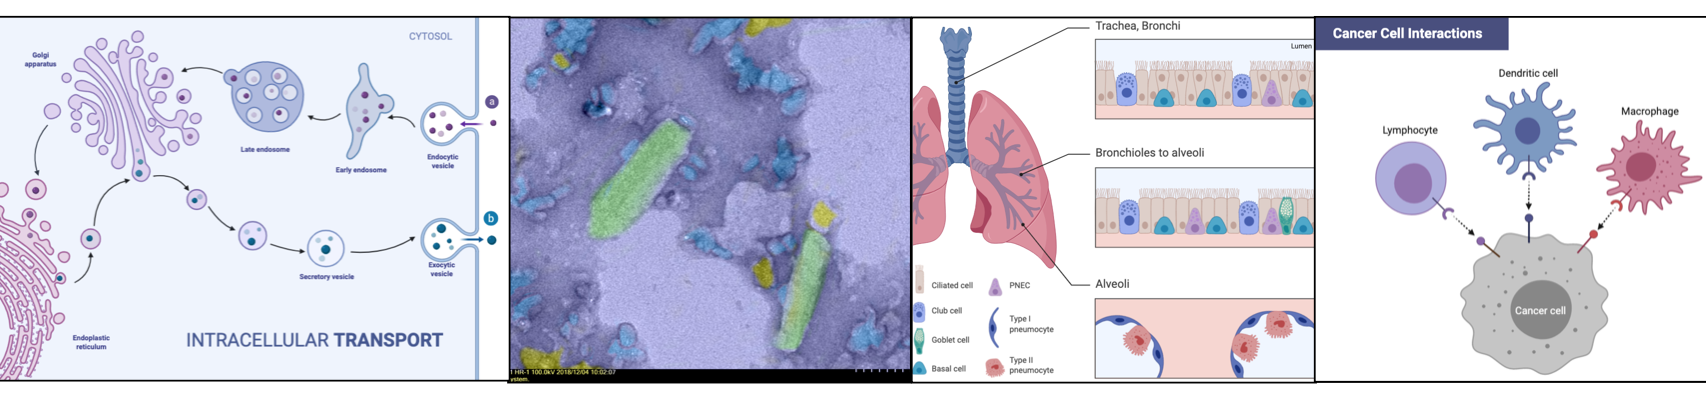 CYTOSOL
Golgi
apparatus
a
Late endosome
Early endosome
Endocytic
vesicle
b
Secretory vesicle
Exocytic
vesicle
Endoplastic
reticulum
INTRACELLULAR TRANSPORT
! HR-1 100.0kV 2018/12/04 10:02:07
ystem.
Trachea, Bronchi
Lumen
Bronchioles to alveoli
Alveoli
Ciliated cell
PNEC
Club cell
Type I
pneumocyte
Goblet cell
Basal cell
Type II
pneumocyte
Cancer Cell Interactions
Dendritic cell
Macrophage
Lymphocyte
Cancer cell